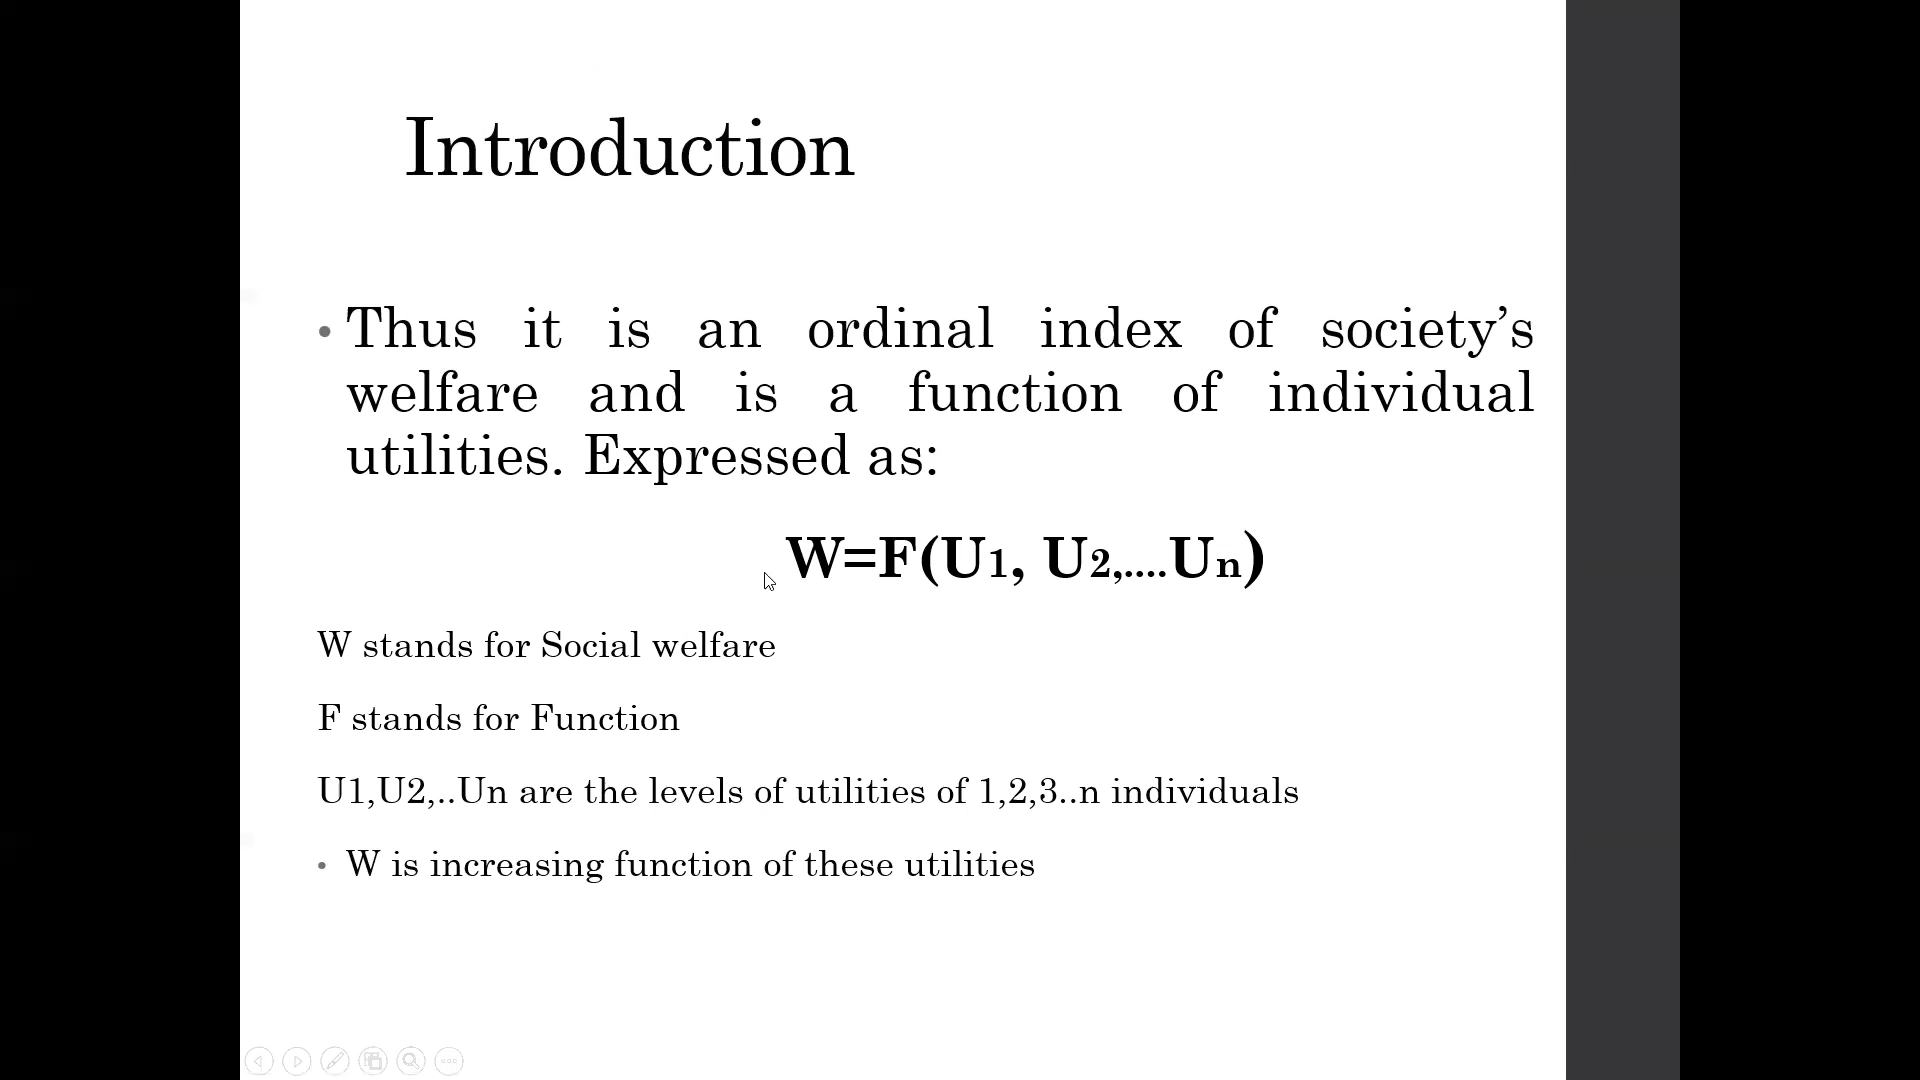 Introduction
• Thus it is an ordinal index of society’s
welfare and is a function of individual
utilities. Expressed as:
W=F(U1, U2,....Un)
W stands for Social welfare
F stands for Function
U1,U2,..Un are the levels of utilities of 1,2,3..n individuals
• W is increasing function of these utilities